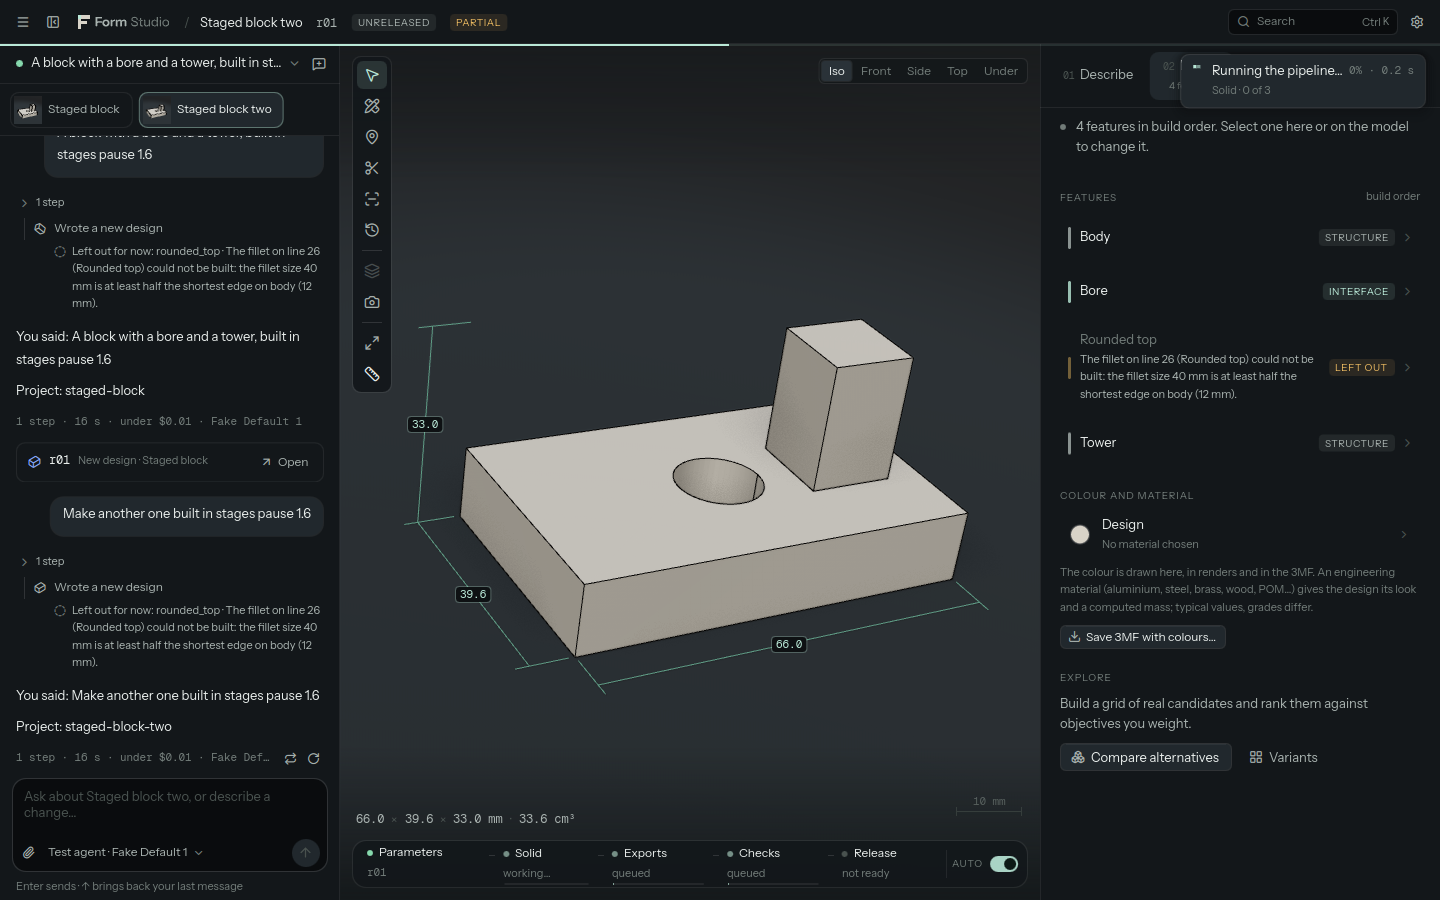 Form Studio / Staged block two r01 UNRELEASED PARTIAL
Search Ctrl K
A block with a bore and a tower, built in st...
Staged block
Staged block two
stages pause 1.6
1 step
Wrote a new design
Left out for now: rounded_top · The fillet on line 26
(Rounded top) could not be built: the fillet size 40
mm is at least half the shortest edge on body (12
mm).
You said: A block with a bore and a tower, built in
stages pause 1.6
Project: staged-block
1 step · 16 s · under $0.01 · Fake Default 1
r01 New design · Staged block Open
Make another one built in stages pause 1.6
1 step
Wrote a new design
Left out for now: rounded_top · The fillet on line 26
(Rounded top) could not be built: the fillet size 40
mm is at least half the shortest edge on body (12
mm).
You said: Make another one built in stages pause 1.6
Project: staged-block-two
1 step · 16 s · under $0.01 · Fake Def...
Ask about Staged block two, or describe a
change...
Test agent · Fake Default 1
Enter sends · ↑ brings back your last message
Iso Front Side Top Under
33.0
39.6
66.0
10 mm
66.0 × 39.6 × 33.0 mm · 33.6 cm³
Parameters
r01
Solid
working...
Exports
queued
Checks
queued
Release
not ready
AUTO
01 Describe
02
Running the pipeline... 0% · 0.2 s
Solid · 0 of 3
4 features in build order. Select one here or on the model
to change it.
FEATURES build order
Body STRUCTURE
Bore INTERFACE
Rounded top
The fillet on line 26 (Rounded top) could not be
built: the fillet size 40 mm is at least half the
shortest edge on body (12 mm).
LEFT OUT
Tower STRUCTURE
COLOUR AND MATERIAL
Design
No material chosen
The colour is drawn here, in renders and in the 3MF. An engineering
material (aluminium, steel, brass, wood, POM...) gives the design its look
and a computed mass; typical values, grades differ.
Save 3MF with colours...
EXPLORE
Build a grid of real candidates and rank them against
objectives you weight.
Compare alternatives
Variants